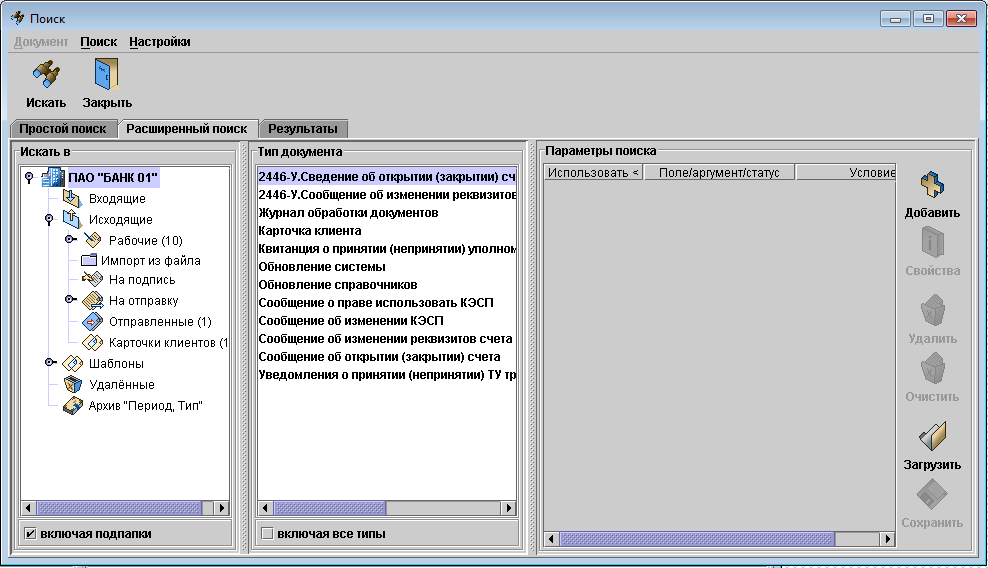 Поиск
Документ Поиск Настройки
Искать Закрыть
Простой поиск Расширенный поиск Результаты
Искать в
ПАО "БАНК 01"
Входящие
Исходящие
Рабочие (10)
Импорт из файла
На подпись
На отправку
Отправленные (1)
Карточки клиентов (1
Шаблоны
Удалённые
Архив "Период, Тип"
включая подпапки
Тип документа
2446-У.Сведение об открытии (закрытии) сч
2446-У.Сообщение об изменении реквизитов
Журнал обработки документов
Карточка клиента
Квитанция о принятии (непринятии) уполном
Обновление системы
Обновление справочников
Сообщение о праве использовать КЭСП
Сообщение об изменении КЭСП
Сообщение об изменении реквизитов счета
Сообщение об открытии (закрытии) счета
Уведомления о принятии (непринятии) ТУ тр
включая все типы
Параметры поиска
Использовать < Поле/аргумент/статус Условие
Добавить
Свойства
Удалить
Очистить
Загрузить
Сохранить